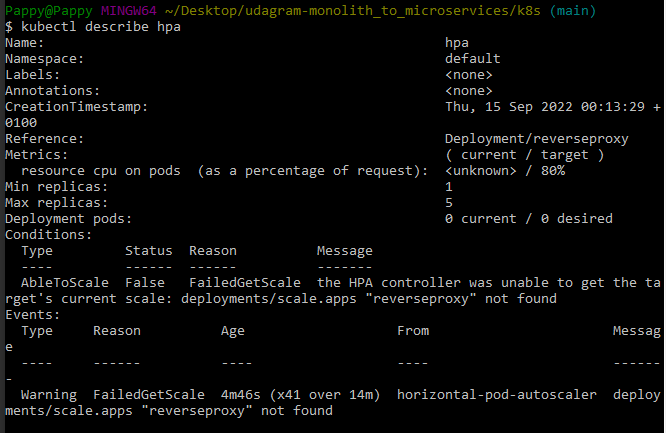 Pappy@Pappy MINGW64 ~/Desktop/udagram-monolith_to_microservices/k8s (main)
$ kubectl describe hpa
Name:                                                  hpa
Namespace:                                             default
Labels:                                                <none>
Annotations:                                           <none>
CreationTimestamp:                                     Thu, 15 Sep 2022 00:13:29 +
0100
Reference:                                             Deployment/reverseproxy
Metrics:                                               ( current / target )
  resource cpu on pods  (as a percentage of request):  <unknown> / 80%
Min replicas:                                          1
Max replicas:                                          5
Deployment pods:                                       0 current / 0 desired
Conditions:
  Type         Status  Reason          Message
  ----         ------  ------          -------
  AbleToScale  False   FailedGetScale  the HPA controller was unable to get the ta
rget's current scale: deployments/scale.apps "reverseproxy" not found
Events:
  Type     Reason          Age                   From                       Messag
e
  ----     ------          ----                  ----                       ------
-
  Warning  FailedGetScale  4m46s (x41 over 14m)  horizontal-pod-autoscaler  deploy
ments/scale.apps "reverseproxy" not found